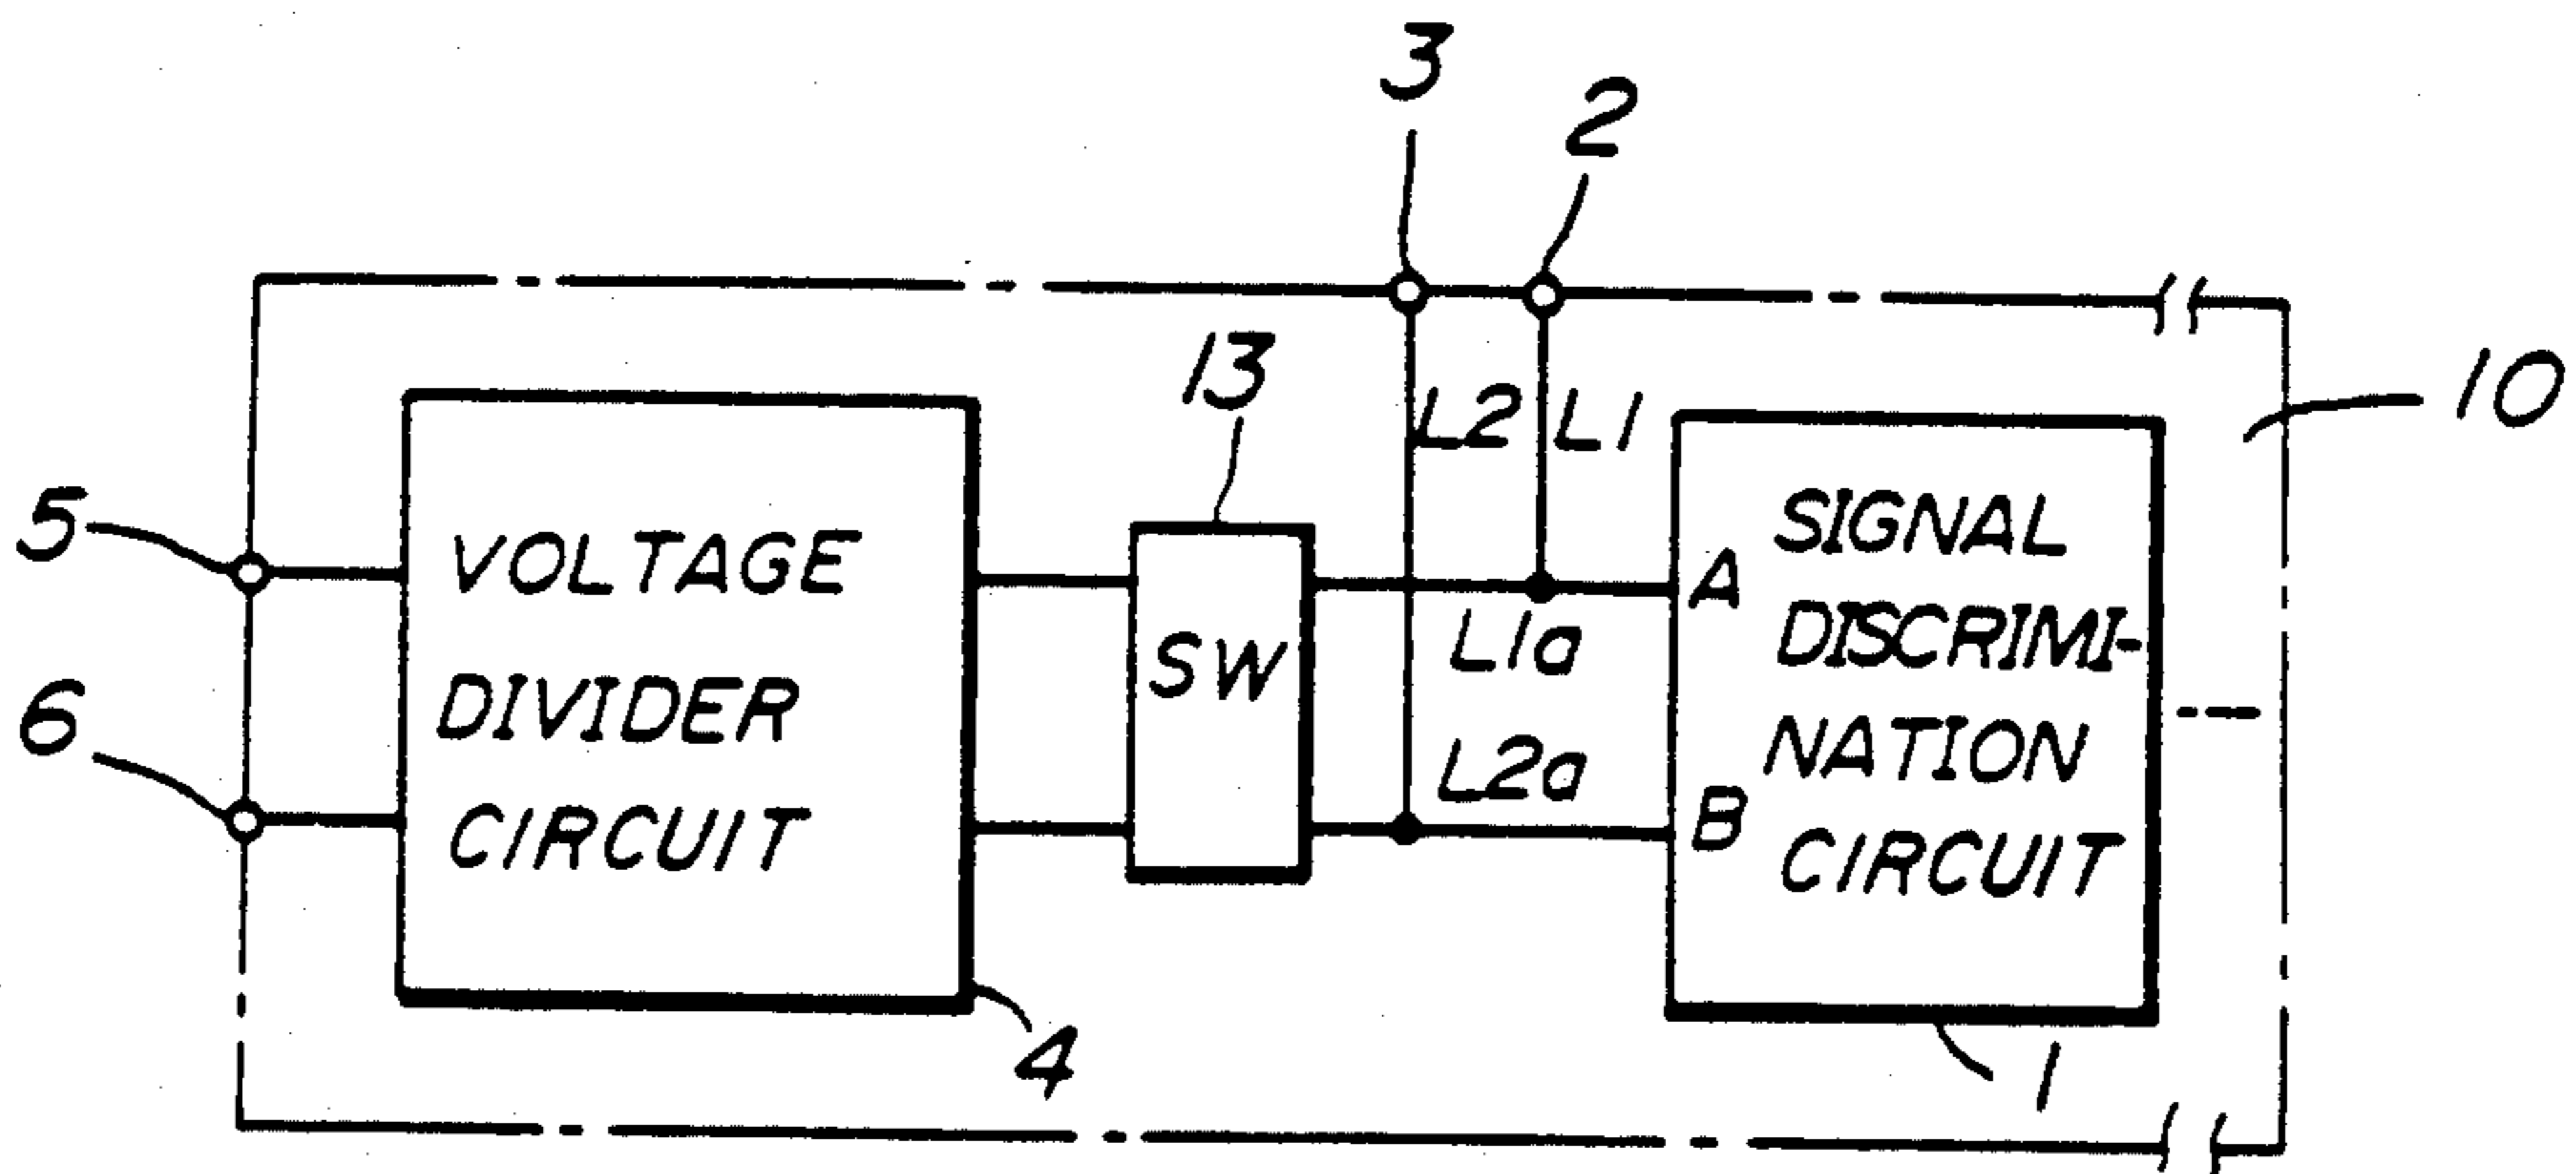 3
2
13
L2
L1
10
5
VOLTAGE
DIVIDER
CIRCUIT
6
SW
L1a
L2a
A
B
SIGNAL
DISCRIMI-
NATION
CIRCUIT
4
1